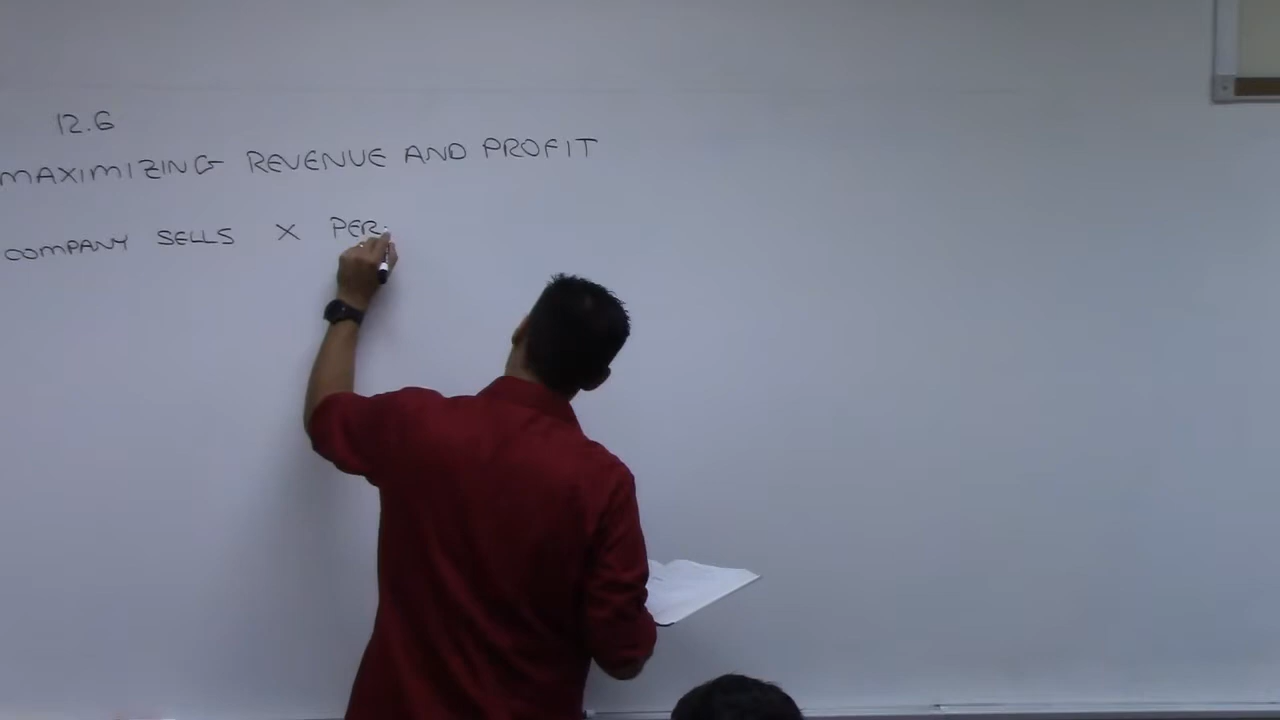 12.6
MAXIMIZING REVENUE AND PROFIT
COMPANY SELLS X PER